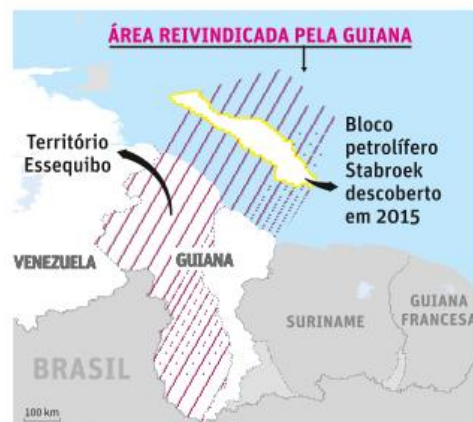 ÁREA REIVINDICADA PELA GUIANA
Território
Essequibo
Bloco
petrolífero
Stabroek
descoberto
em 2015
VENEZUELA
GUIANA
SURINAME
GUIANA
FRANCESA
BRASIL
100 km